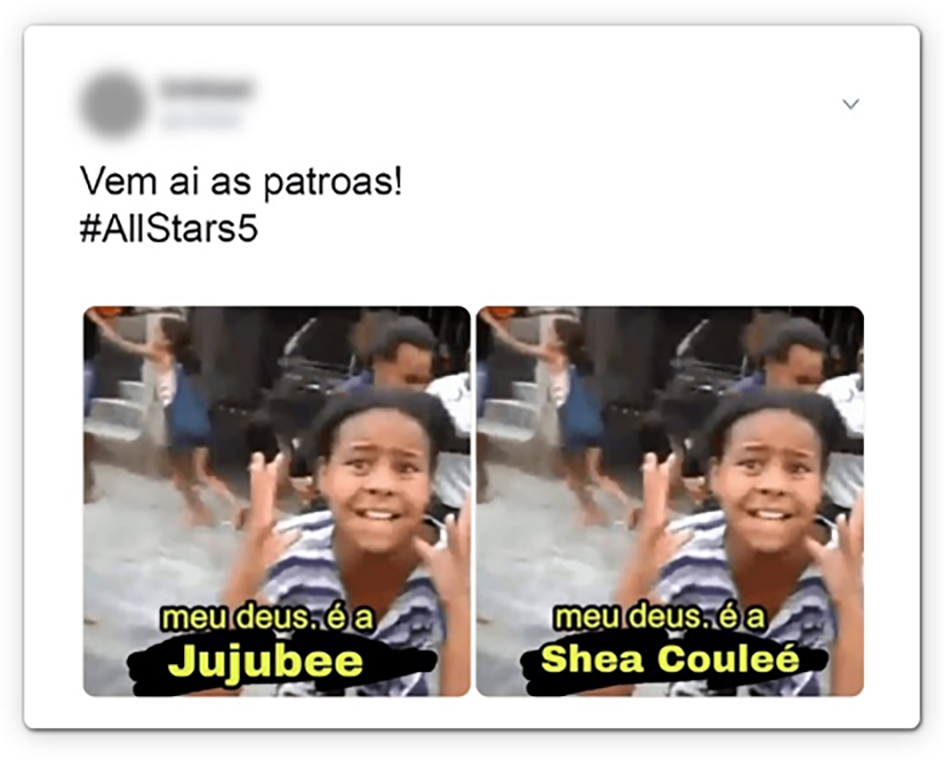 Vem ai as patroas!
#AllStars5
meu deus. é a
Jujubee
meu deus. é a
Shea Couleé